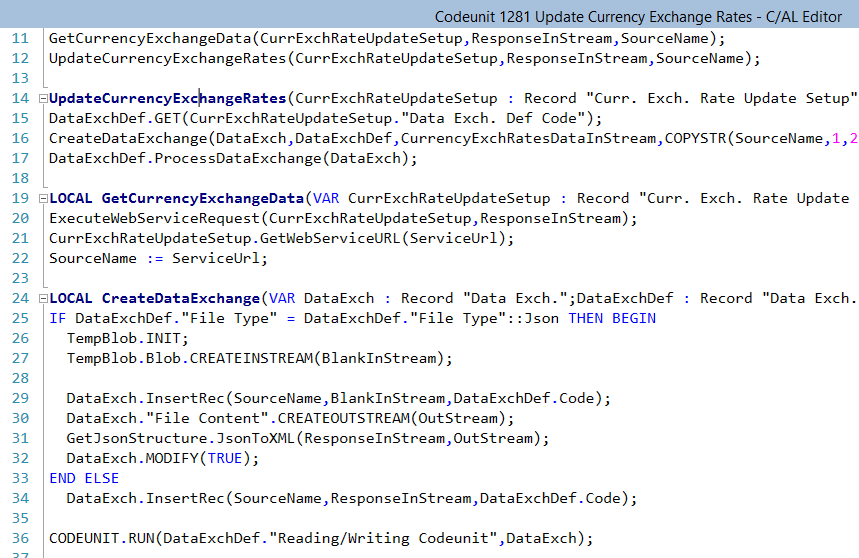 Codeunit 1281 Update Currency Exchange Rates - C/AL Editor
11 GetCurrencyExchangeData(CurrExchRateUpdateSetup,ResponseInStream,SourceName);
12 UpdateCurrencyExchangeRates(CurrExchRateUpdateSetup,ResponseInStream,SourceName);
13
14 UpdateCurrencyExchangeRates(CurrExchRateUpdateSetup : Record "Curr. Exch. Rate Update Setup"
15 DataExchDef.GET(CurrExchRateUpdateSetup."Data Exch. Def Code");
16 CreateDataExchange(DataExch,DataExchDef,CurrencyExchRatesDataInStream,COPYSTR(SourceName,1,2
17 DataExchDef.ProcessDataExchange(DataExch);
18
19 LOCAL GetCurrencyExchangeData(VAR CurrExchRateUpdateSetup : Record "Curr. Exch. Rate Update
20 ExecuteWebServiceRequest(CurrExchRateUpdateSetup,ResponseInStream);
21 CurrExchRateUpdateSetup.GetWebServiceURL(ServiceUrl);
22 SourceName := ServiceUrl;
23
24 LOCAL CreateDataExchange(VAR DataExch : Record "Data Exch.";DataExchDef : Record "Data Exch.
25 IF DataExchDef."File Type" = DataExchDef."File Type"::Json THEN BEGIN
26   TempBlob.INIT;
27   TempBlob.Blob.CREATEINSTREAM(BlankInStream);
28
29   DataExch.InsertRec(SourceName,BlankInStream,DataExchDef.Code);
30   DataExch."File Content".CREATEOUTSTREAM(OutStream);
31   GetJsonStructure.JsonToXML(ResponseInStream,OutStream);
32   DataExch.MODIFY(TRUE);
33 END ELSE
34   DataExch.InsertRec(SourceName,ResponseInStream,DataExchDef.Code);
35
36 CODEUNIT.RUN(DataExchDef."Reading/Writing Codeunit",DataExch);
37